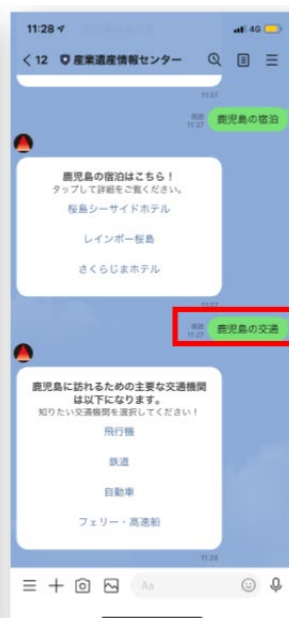 11:28
4G
12 産業遺産情報センター
11:27
既読
11:27
鹿児島の宿泊
鹿児島の宿泊はこちら!
タップして詳細をご覧ください。
桜島シーサイドホテル
レインボー桜島
さくらじまホテル
11:27
既読
11:27
鹿児島の交通
鹿児島に訪れるための主要な交通機関
は以下になります。
知りたい交通機関を選択してください!
飛行機
鉄道
自動車
フェリー・高速船
11:28
Aa